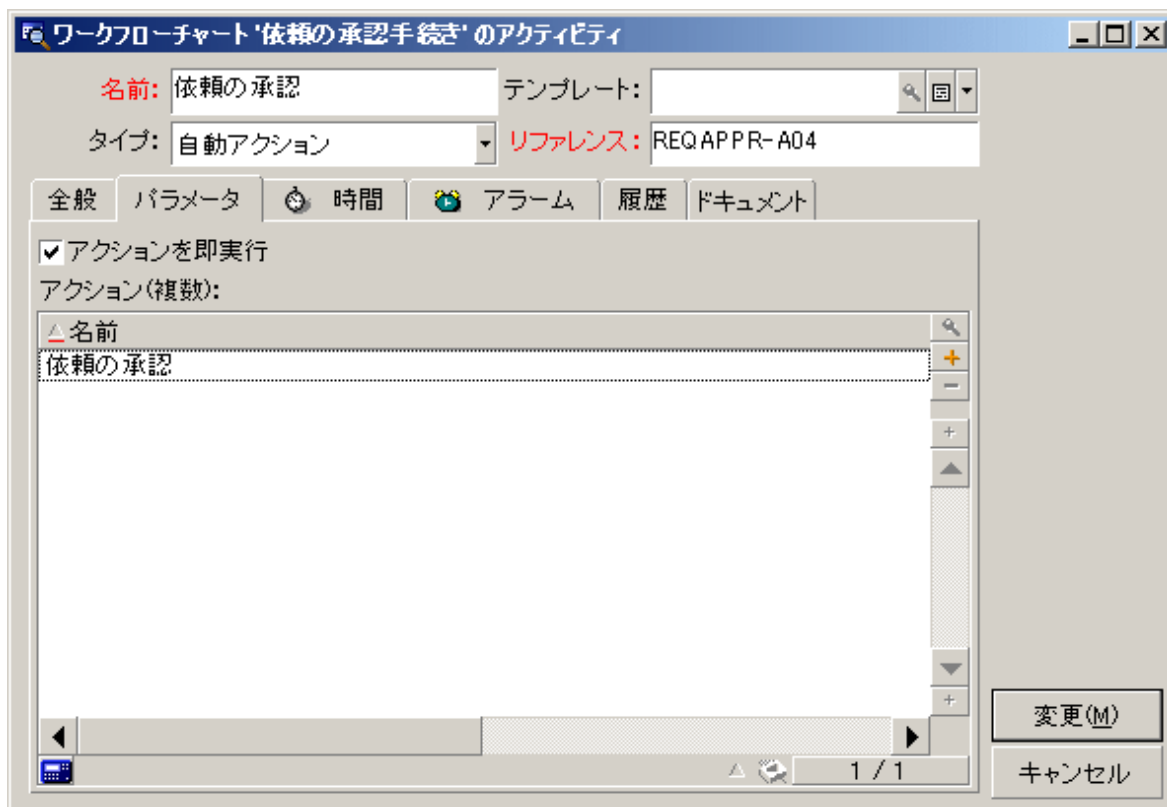 ワークフローチャート'依頼の承認手続き'のアクティビティ
名前: 依頼の承認 テンプレート:
タイプ: 自動アクション リファレンス: REQAPPR-A04
全般 パラメータ 時間 アラーム 履歴 ドキュメント
アクションを即実行
アクション(複数):
名前
依頼の承認
1 / 1
変更(M)
キャンセル